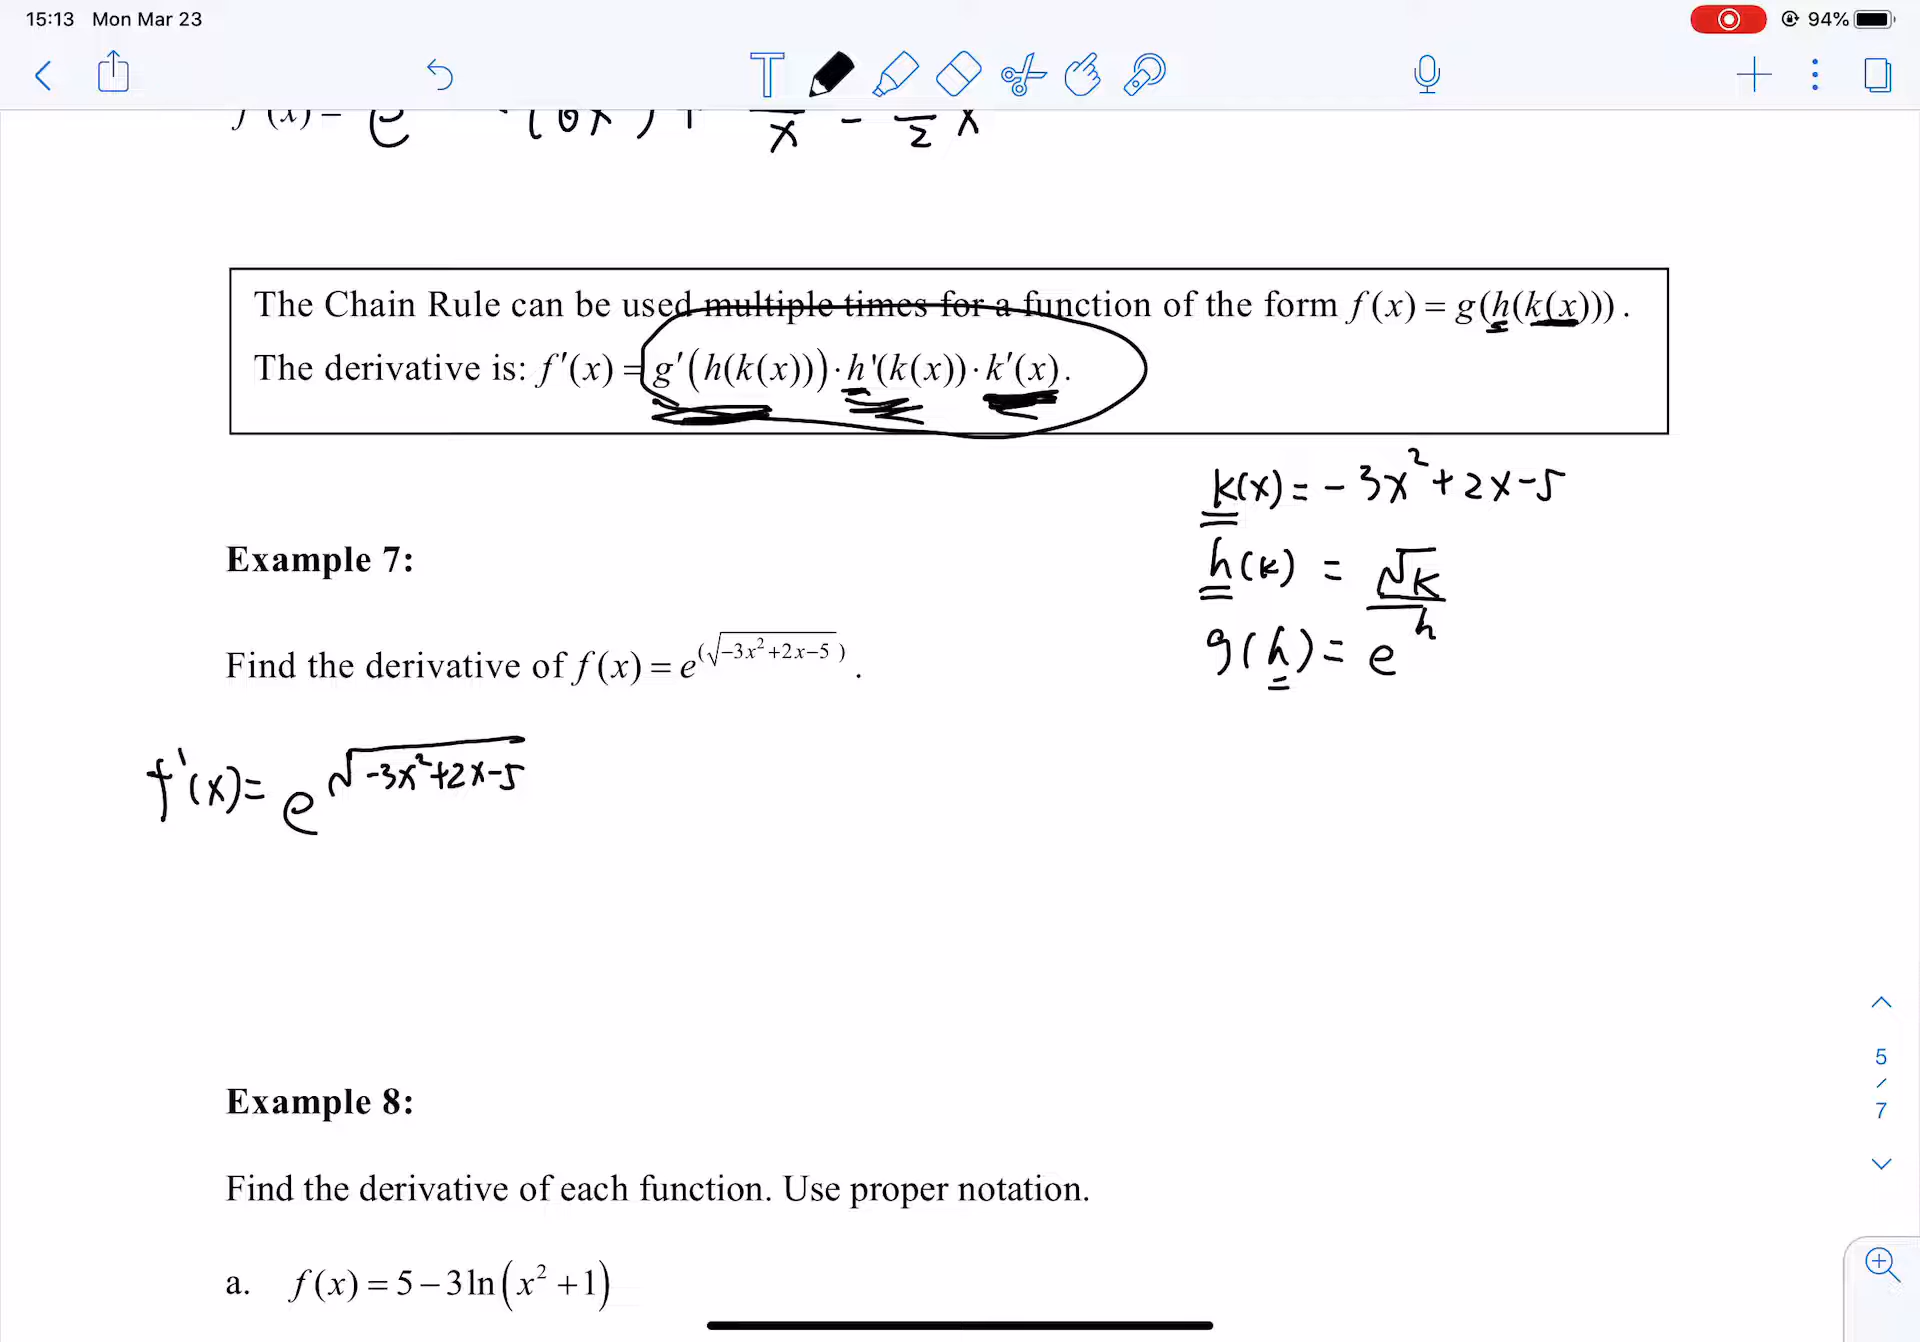 15:13 Mon Mar 23 94%
f'(x) = e (6x) + x - 2 x
The Chain Rule can be used multiple times for a function of the form f(x) = g(h(k(x))).
The derivative is: f'(x) = g'(h(k(x)))·h'(k(x))·k'(x).
k(x) = -3x²+2x-5
Example 7:
h(k) = √k
g(h) = e^h
Find the derivative of f(x) = e^(√-3x²+2x-5) .
f'(x) = e^√-3x²+2x-5
5
/
7
Example 8:
Find the derivative of each function. Use proper notation.
a. f(x) = 5-3ln(x²+1)